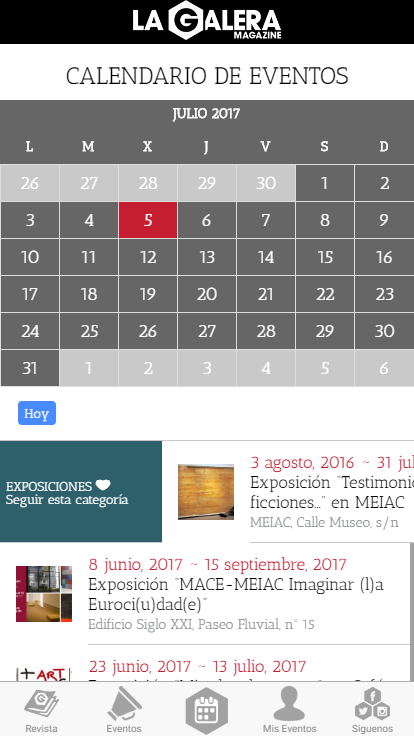 LA GALERA
MAGAZINE
CALENDARIO DE EVENTOS
JULIO 2017
L M X J V S D
26 27 28 29 30 1 2
3 4 5 6 7 8 9
10 11 12 13 14 15 16
17 18 19 20 21 22 23
24 25 26 27 28 29 30
31 1 2 3 4 5 6
Hoy
EXPOSICIONES
Seguir esta categoría
3 agosto, 2016 ~ 31 jul
Exposición "Testimonio
ficciones..." en MEIAC
MEIAC, Calle Museo, s/n
8 junio, 2017 ~ 15 septiembre, 2017
Exposición "MACE-MEIAC Imaginar (l)a
Euroci(u)dad(e)"
Edificio Siglo XXI, Paseo Fluvial, nº 15
+ ART
23 junio, 2017 ~ 13 julio, 2017
Revista Eventos Mis Eventos Siguenos